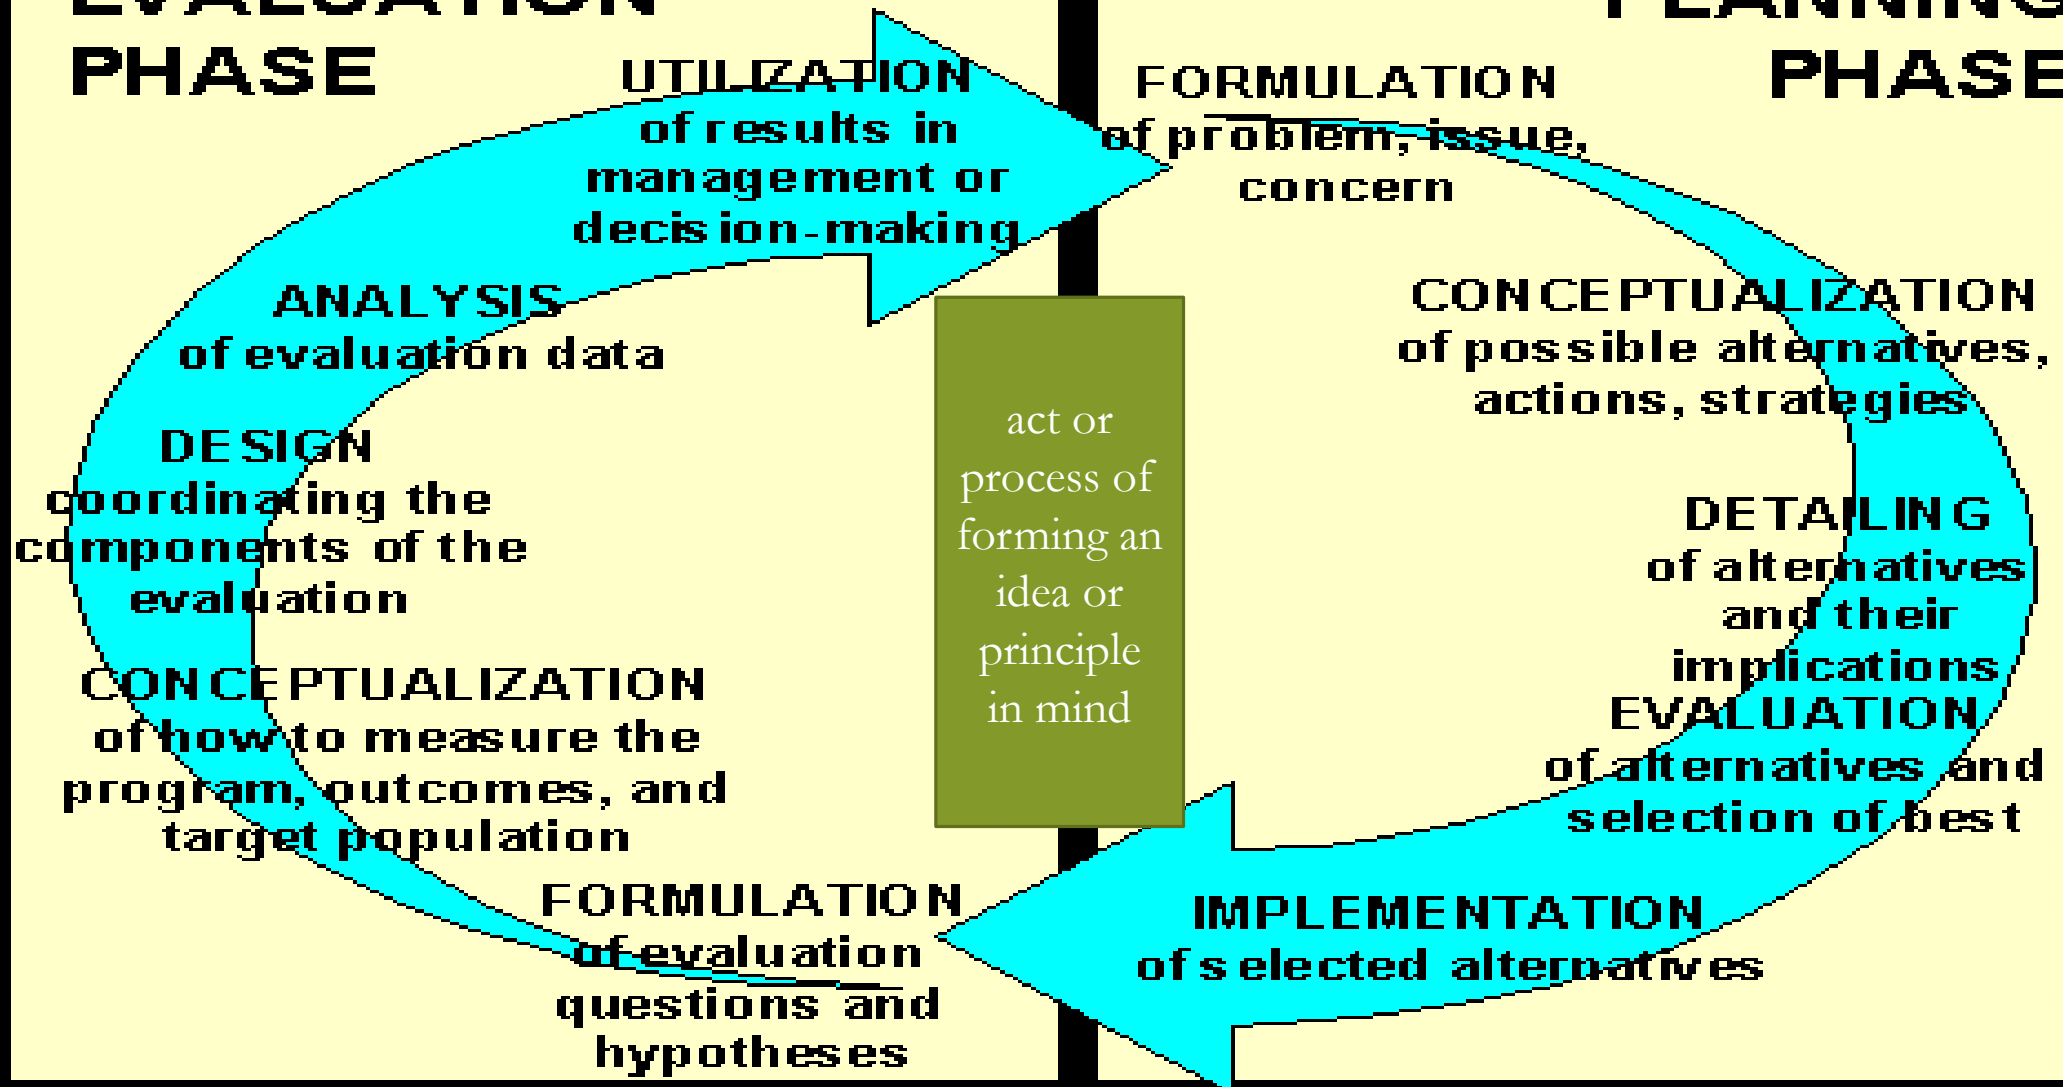 EVALUATION
PHASE
UTILIZATION
of results in
management or
decision-making
ANALYSIS
of evaluation data
DESIGN
coordinating the
components of the
evaluation
CONCEPTUALIZATION
of how to measure the
program, outcomes, and
target population
FORMULATION
of evaluation
questions and
hypotheses
act or
process of
forming an
idea or
principle
in mind
PLANNING
PHASE
FORMULATION
of problem, issue,
concern
CONCEPTUALIZATION
of possible alternatives,
actions, strategies
DETAILING
of alternatives
and their
implications
EVALUATION
of alternatives and
selection of best
IMPLEMENTATION
of selected alternatives